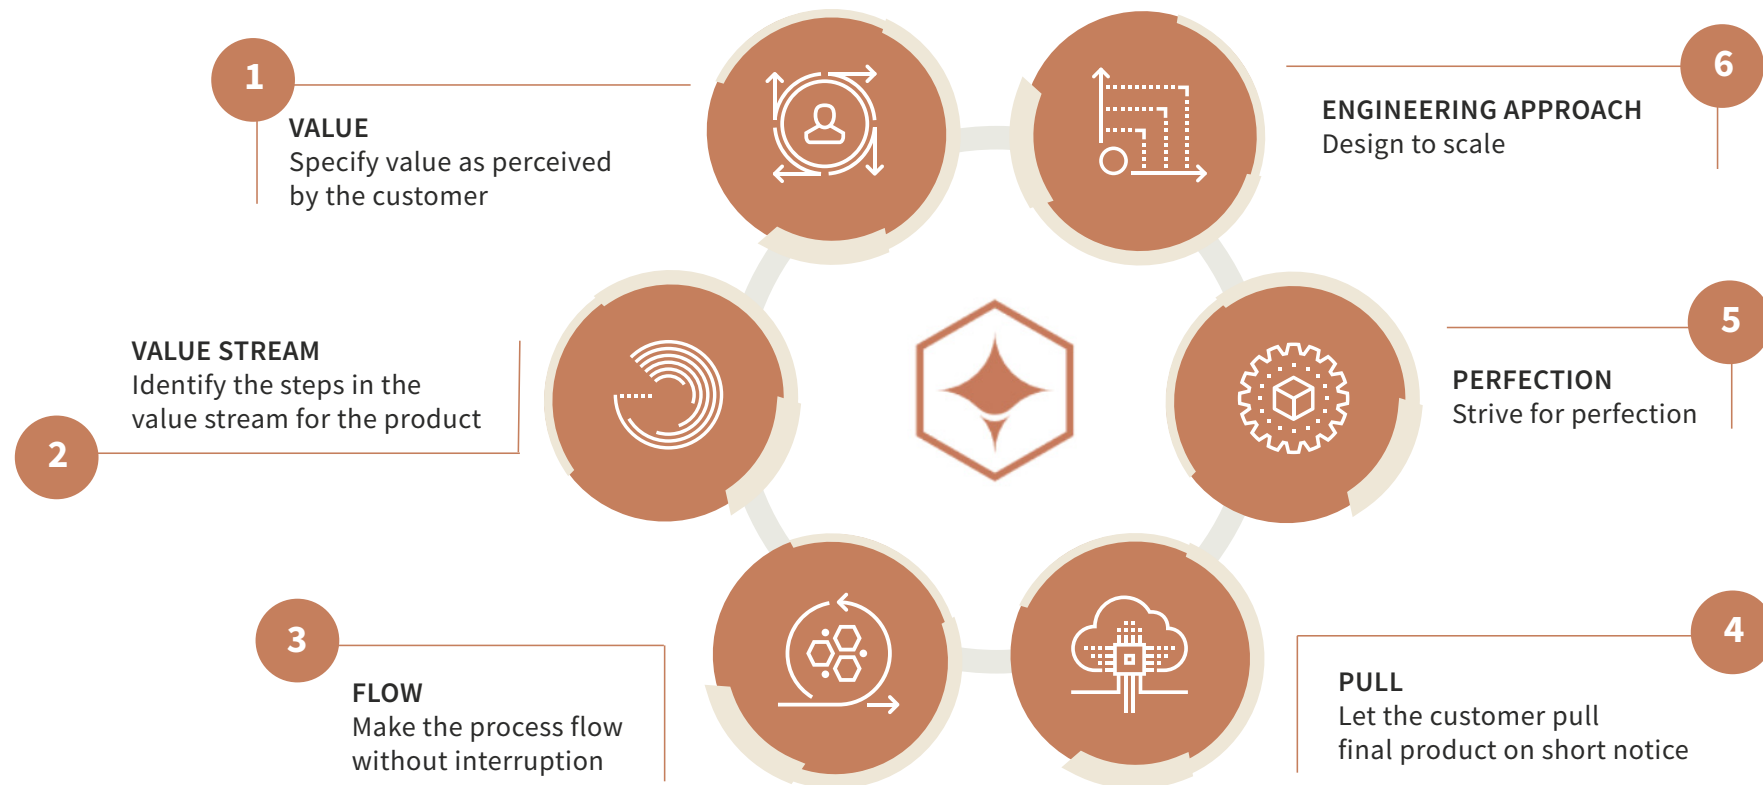 1
VALUE
Specify value as perceived
by the customer
2
VALUE STREAM
Identify the steps in the
value stream for the product
3
FLOW
Make the process flow
without interruption
4
PULL
Let the customer pull
final product on short notice
5
PERFECTION
Strive for perfection
6
ENGINEERING APPROACH
Design to scale